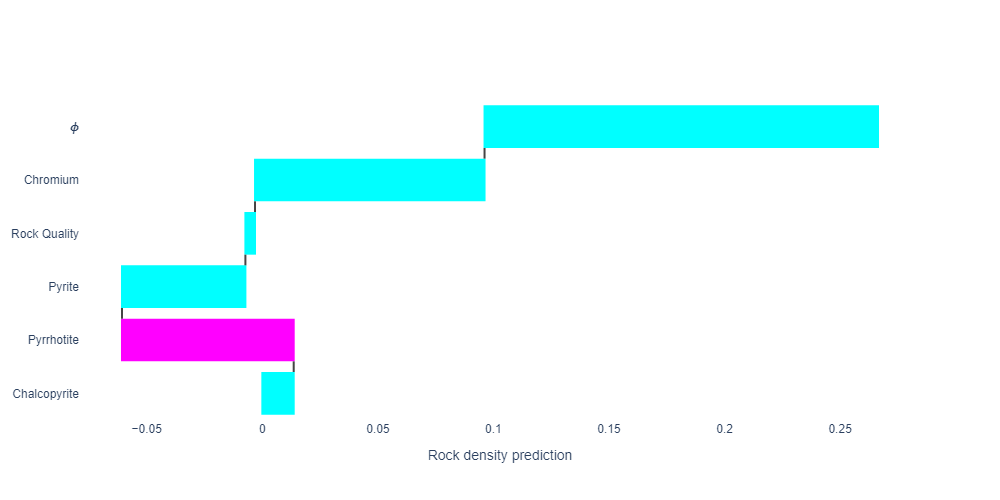 ϕ
Chromium
Rock Quality
Pyrite
Pyrrhotite
Chalcopyrite
−0.05 0 0.05 0.1 0.15 0.2 0.25
Rock density prediction